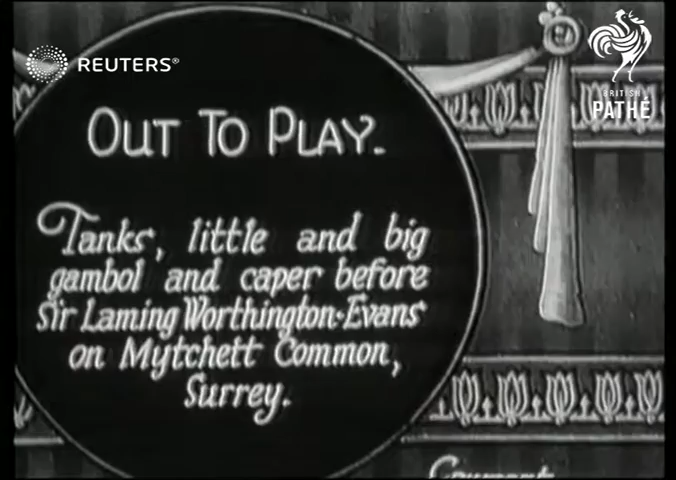 REUTERS®
BRITISH
PATHÉ
OUT TO PLAY.
Tanks, little and big
gambol and caper before
Sir Laming Worthington-Evans
on Mytchett Common,
Surrey.